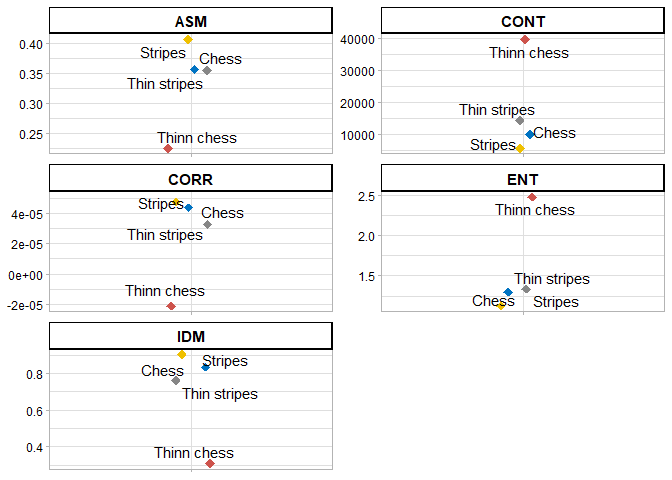 ASM
0.40
0.35
0.30
0.25
Stripes
Chess
Thin stripes
Thinn chess
CONT
40000
30000
20000
10000
Thinn chess
Thin stripes
Chess
Stripes
CORR
4e-05
2e-05
0e+00
-2e-05
Stripes
Chess
Thin stripes
Thinn chess
ENT
2.5
2.0
1.5
Thinn chess
Thin stripes
Chess
Stripes
IDM
0.8
0.6
0.4
Stripes
Chess
Thin stripes
Thinn chess